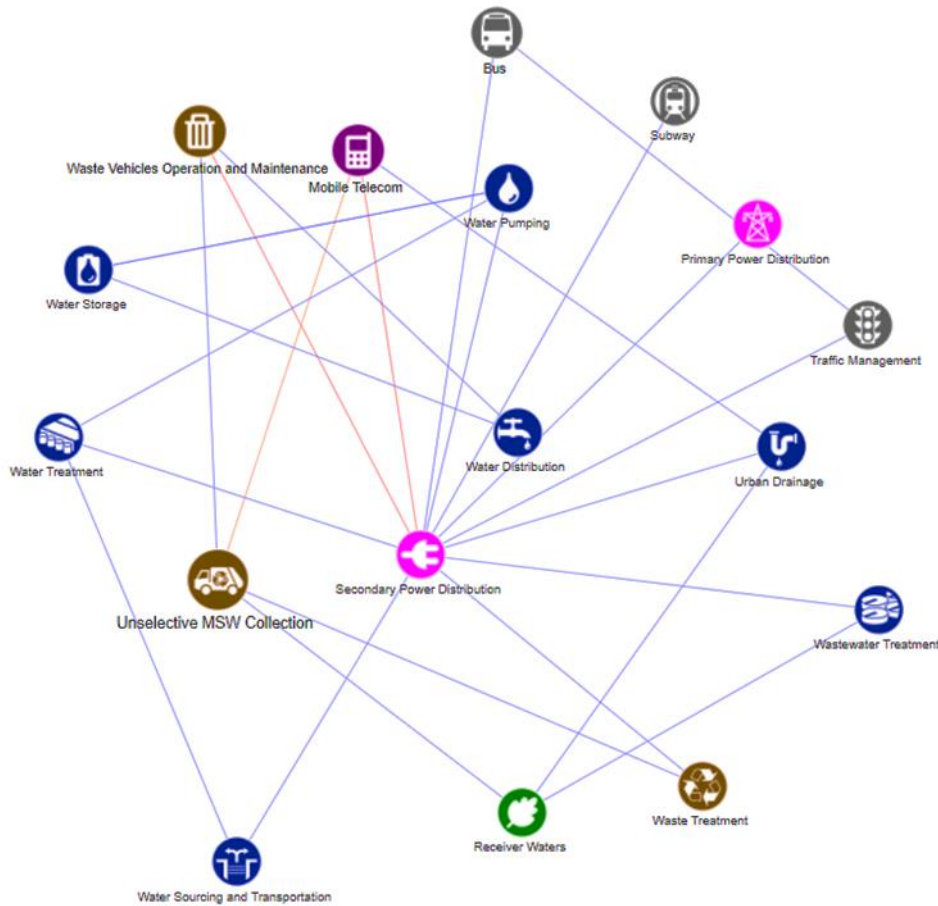 Bus
Subway
Waste Vehicles Operation and Maintenance
Mobile Telecom
Water Pumping
Primary Power Distribution
Water Storage
Traffic Management
Water Treatment
Water Distribution
Urban Drainage
Secondary Power Distribution
Unselective MSW Collection
Wastewater Treatment
Waste Treatment
Receiver Waters
Water Sourcing and Transportation